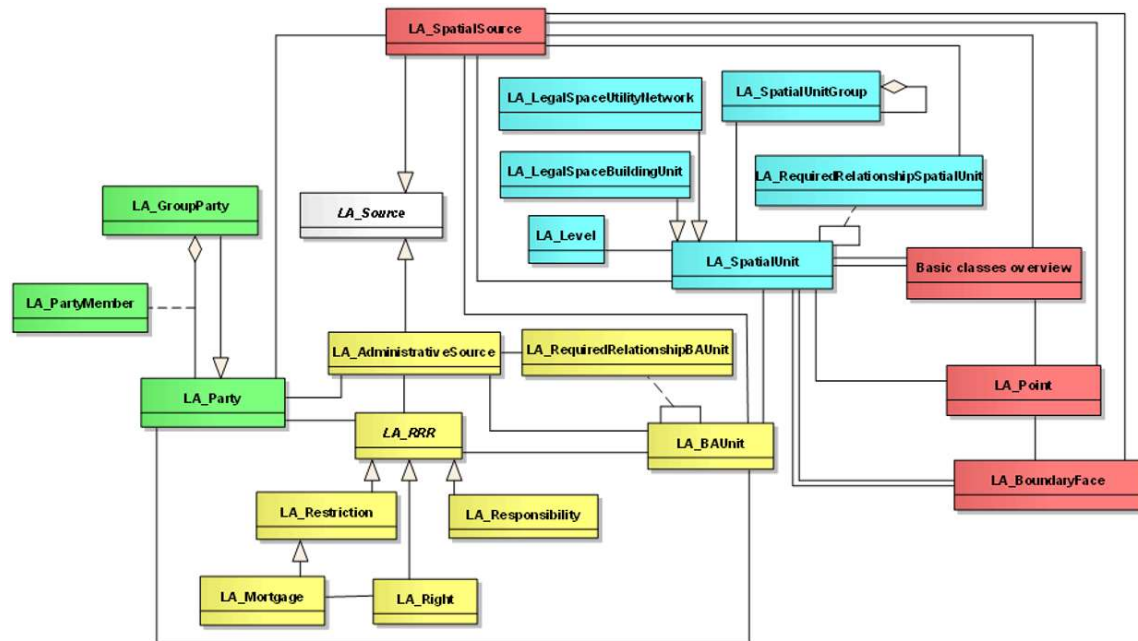 LA_SpatialSource
LA_LegalSpaceUtilityNetwork
LA_SpatialUnitGroup
LA_LegalSpaceBuildingUnit
LA_RequiredRelationshipSpatialUnit
LA_GroupParty
LA_Source
LA_Level
LA_SpatialUnit
Basic classes overview
LA_PartyMember
LA_AdministrativeSource
LA_RequiredRelationshipBAUnit
LA_Party
LA_Point
LA_RRR
LA_BAUnit
LA_BoundaryFace
LA_Restriction
LA_Responsibility
LA_Mortgage
LA_Right